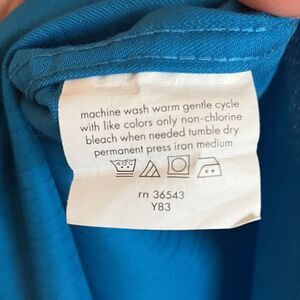 machine wash warm gentle cycle
with like colors only non-chlorine
bleach when needed tumble dry
permanent press iron medium
rn 36543
Y83